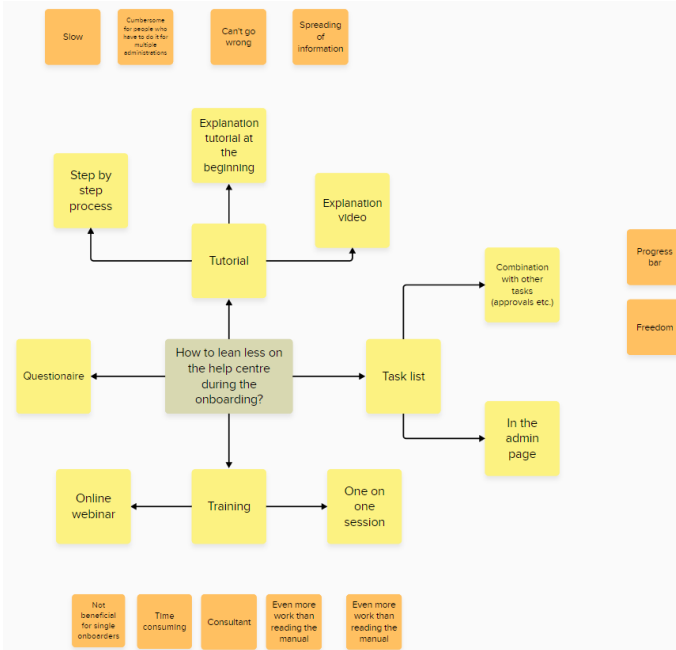 Slow
Cumbersome
for people who
have to do it for
multiple
administrations
Can't go
wrong
Spreading
of
information
Explanation
tutorial at
the
beginning
Step by
step
process
Explanation
video
Tutorial
Combination
with other
tasks
(approvals etc.)
Progress
bar
Freedom
Questionaire
How to lean less on
the help centre
during the
onboarding?
Task list
In the
admin
page
Online
webinar
Training
One on
one
session
Not
beneficial
for single
onboarders
Time
consuming
Consultant
Even more
work than
reading the
manual
Even more
work than
reading the
manual